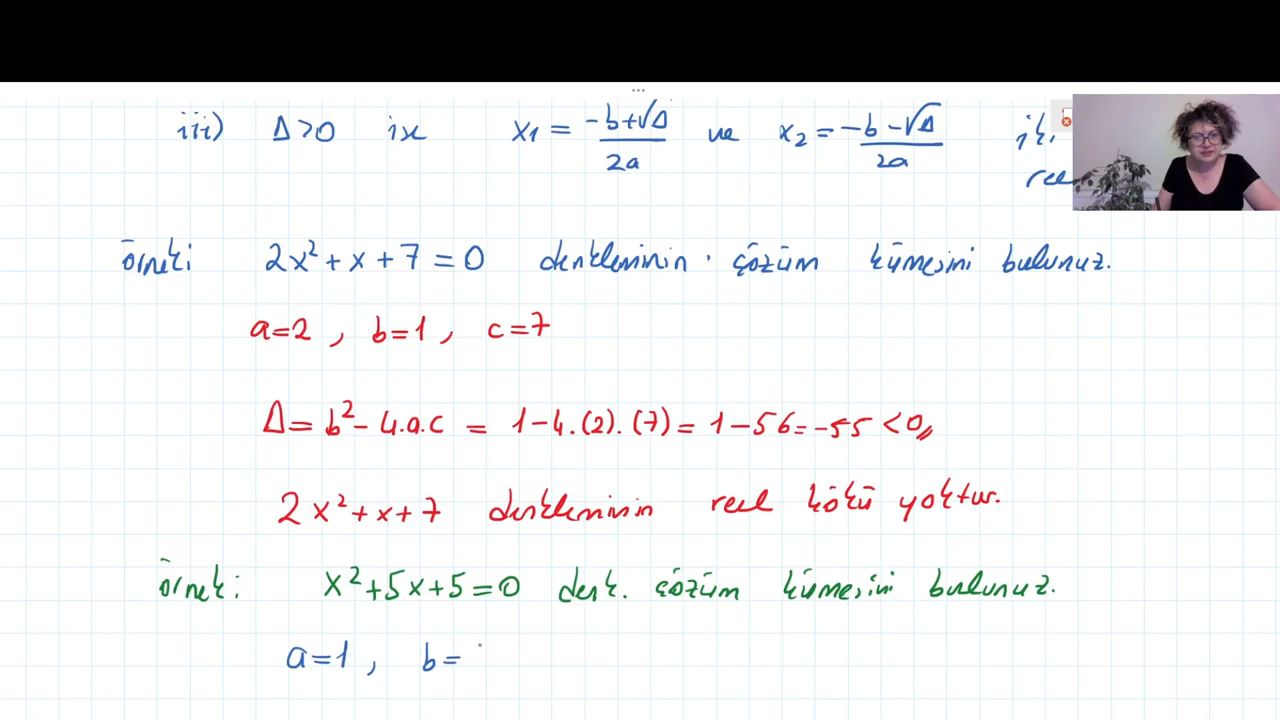 iii) Δ>0 ise x₁ = (-b+√Δ)/2a ve x₂ = (-b-√Δ)/2a
örnek: 2x² + x + 7 = 0 denkleminin çözüm kümesini bulunuz.
a=2 , b=1 , c=7
Δ = b² - 4.a.c = 1-4.(2).(7) = 1-56 = -55 < 0
2x² + x + 7 denkleminin reel kökü yoktur.
örnek: x² + 5x + 5 = 0 denk. çözüm kümesini bulunuz.
a=1 , b=